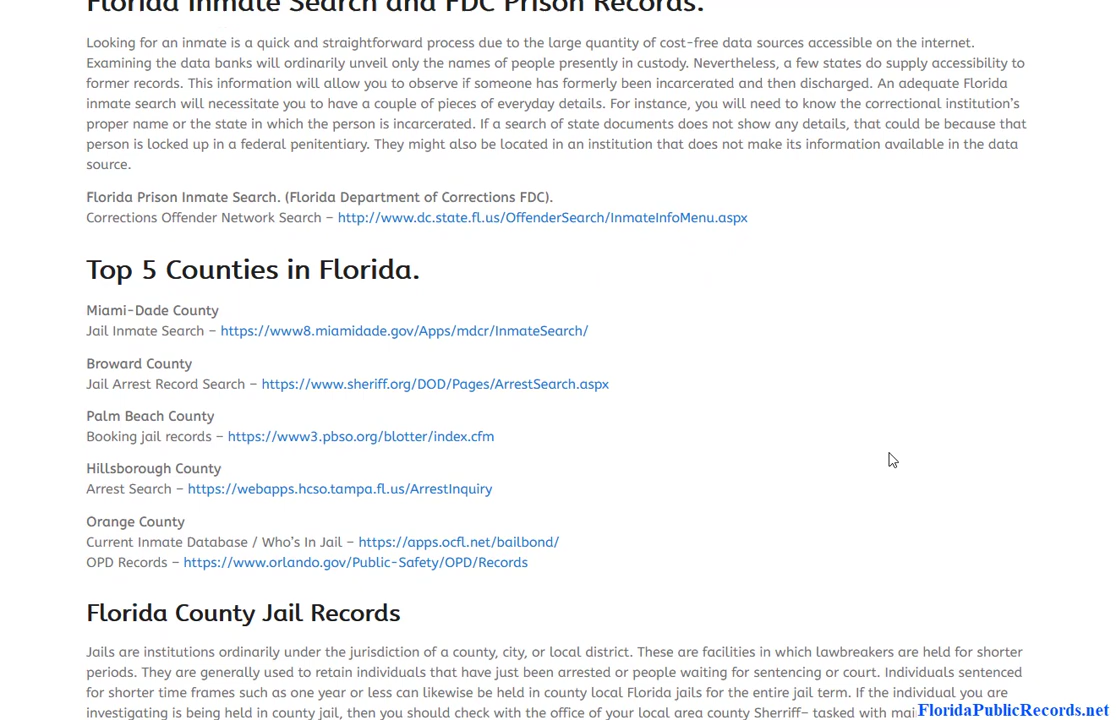 Florida Inmate Search and FDC Prison Records.
Looking for an inmate is a quick and straightforward process due to the large quantity of cost-free data sources accessible on the internet.
Examining the data banks will ordinarily unveil only the names of people presently in custody. Nevertheless, a few states do supply accessibility to
former records. This information will allow you to observe if someone has formerly been incarcerated and then discharged. An adequate Florida
inmate search will necessitate you to have a couple of pieces of everyday details. For instance, you will need to know the correctional institution's
proper name or the state in which the person is incarcerated. If a search of state documents does not show any details, that could be because that
person is locked up in a federal penitentiary. They might also be located in an institution that does not make its information available in the data
source.
Florida Prison Inmate Search. (Florida Department of Corrections FDC).
Corrections Offender Network Search – http://www.dc.state.fl.us/OffenderSearch/InmateInfoMenu.aspx
Top 5 Counties in Florida.
Miami-Dade County
Jail Inmate Search – https://www8.miamidade.gov/Apps/mdcr/InmateSearch/
Broward County
Jail Arrest Record Search – https://www.sheriff.org/DOD/Pages/ArrestSearch.aspx
Palm Beach County
Booking jail records – https://www3.pbso.org/blotter/index.cfm
Hillsborough County
Arrest Search – https://webapps.hcso.tampa.fl.us/ArrestInquiry
Orange County
Current Inmate Database / Who's In Jail – https://apps.ocfl.net/bailbond/
OPD Records – https://www.orlando.gov/Public-Safety/OPD/Records
Florida County Jail Records
Jails are institutions ordinarily under the jurisdiction of a county, city, or local district. These are facilities in which lawbreakers are held for shorter
periods. They are generally used to retain individuals that have just been arrested or people waiting for sentencing or court. Individuals sentenced
for shorter time frames such as one year or less can likewise be held in county local Florida jails for the entire jail term. If the individual you are
investigating is being held in county jail, then you should check with the office of your local area county Sherriff– tasked with
FloridaPublicRecords.net